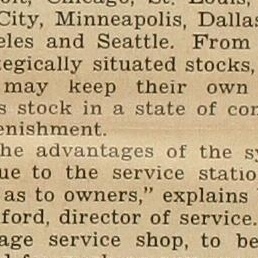 Chicago, St. Louis,
City, Minneapolis, Dallas
eles and Seattle. From
tegically situated stocks,
may keep their own
s stock in a state of con
enishment.
he advantages of the sy
ue to the service statio
as to owners," explains
ford, director of service.
age service shop, to be